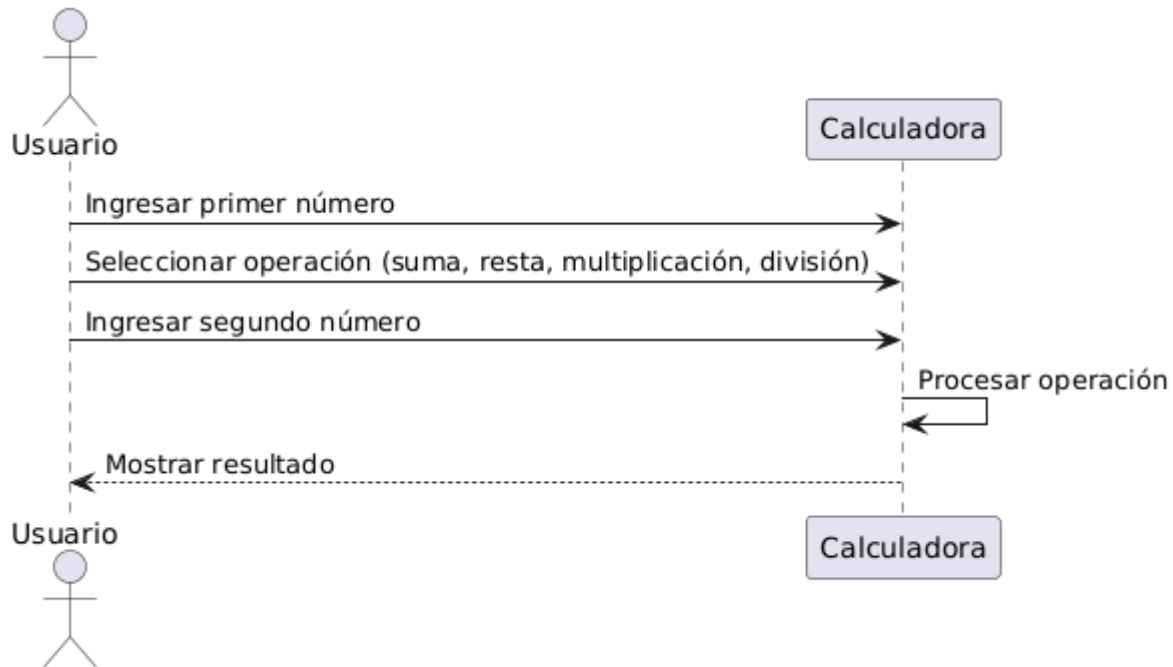 Usuario
Calculadora
Ingresar primer número
Seleccionar operación (suma, resta, multiplicación, división)
Ingresar segundo número
Procesar operación
Mostrar resultado
Usuario
Calculadora